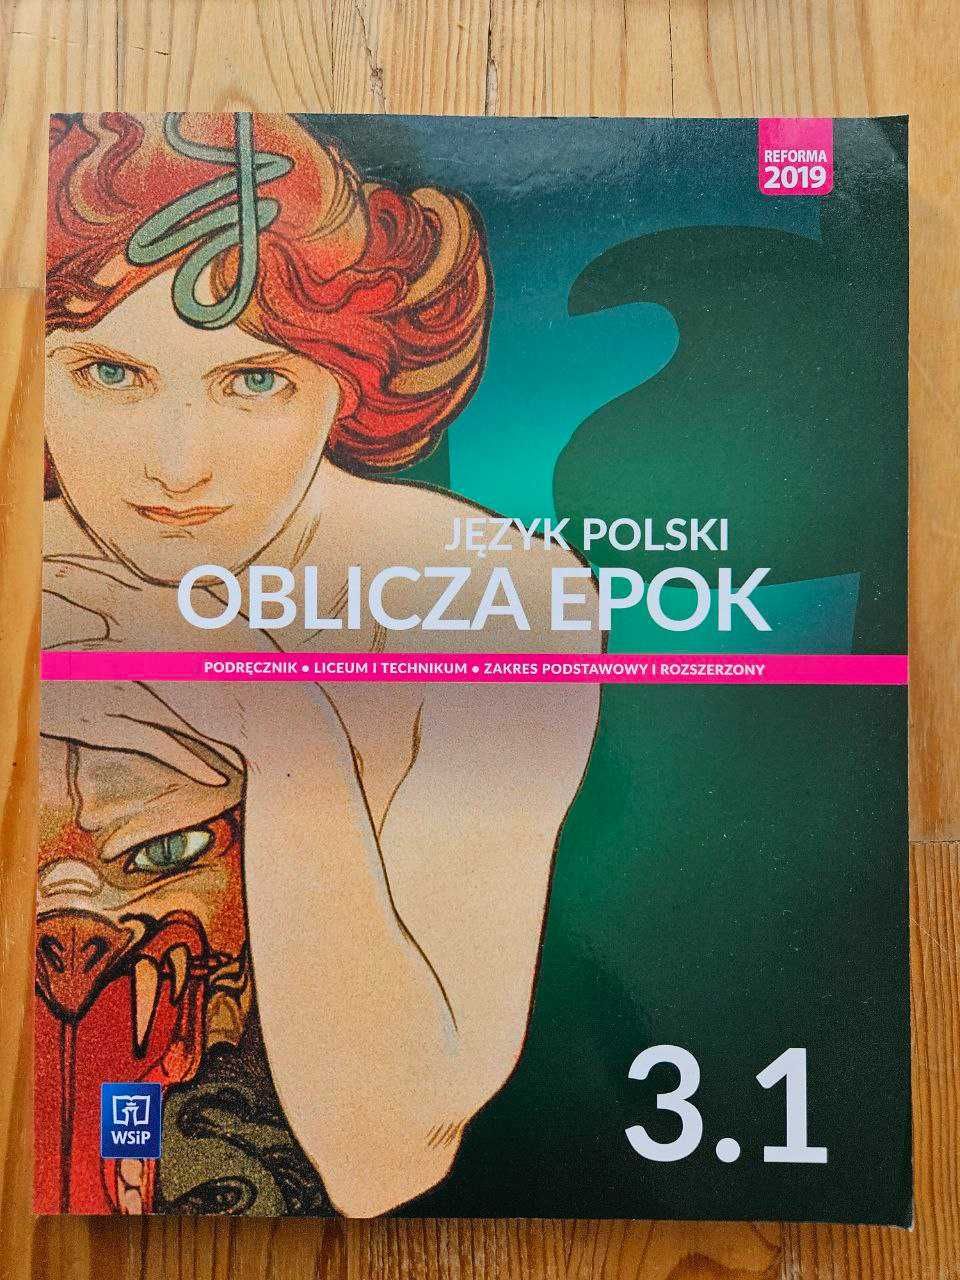 REFORMA
2019
JĘZYK POLSKI
OBLICZA EPOK
PODRĘCZNIK • LICEUM I TECHNIKUM • ZAKRES PODSTAWOWY I ROZSZERZONY
WSiP
3.1